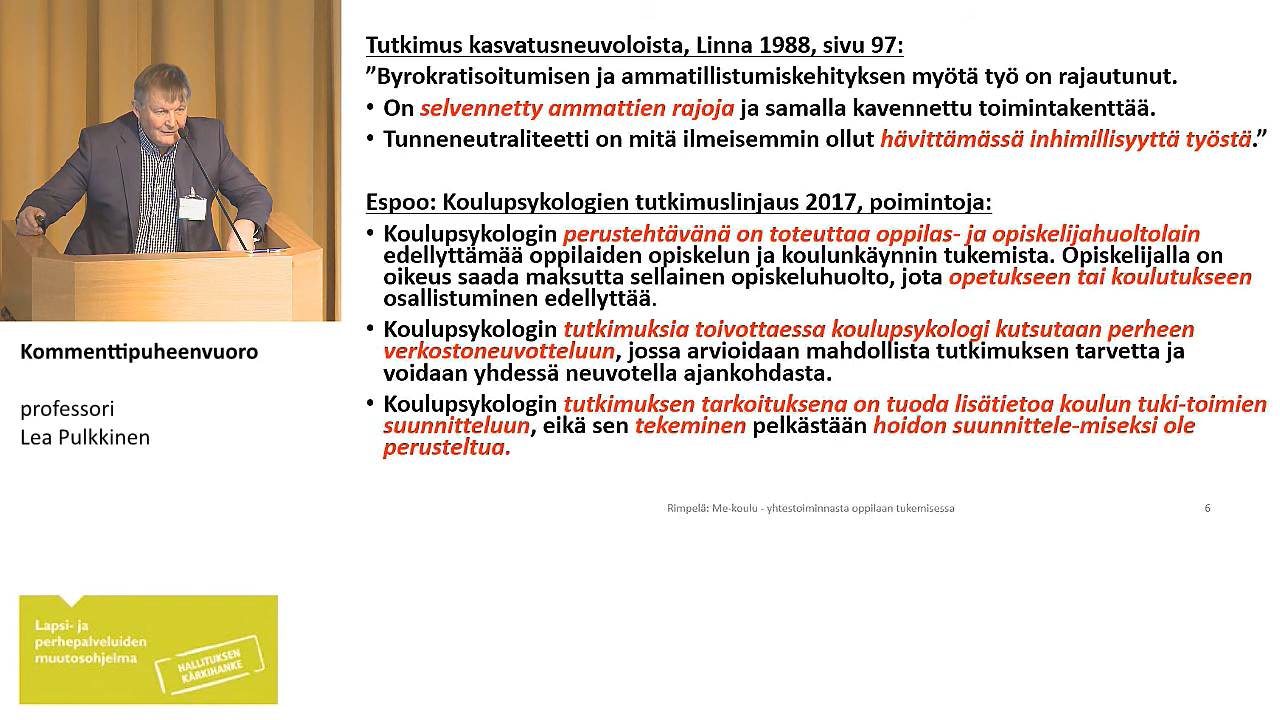 Tutkimus kasvatusneuvoloista, Linna 1988, sivu 97:
”Byrokratisoitumisen ja ammatillistumiskehityksen myötä työ on rajautunut.
• On selvennetty ammattien rajoja ja samalla kavennettu toimintakenttää.
• Tunneneutraliteetti on mitä ilmeisemmin ollut hävittämässä inhimillisyyttä työstä.”
Espoo: Koulupsykologien tutkimuslinjaus 2017, poimintoja:
• Koulupsykologin perustehtävänä on toteuttaa oppilas- ja opiskelijahuoltolain
edellyttämää oppilaiden opiskelun ja koulunkäynnin tukemista. Opiskelijalla on
oikeus saada maksutta sellainen opiskeluhuolto, jota opetukseen tai koulutukseen
osallistuminen edellyttää.
• Koulupsykologin tutkimuksia toivottaessa koulupsykologi kutsutaan perheen
verkostoneuvotteluun, jossa arvioidaan mahdollista tutkimuksen tarvetta ja
voidaan yhdessä neuvotella ajankohdasta.
• Koulupsykologin tutkimuksen tarkoituksena on tuoda lisätietoa koulun tuki-toimien
suunnitteluun, eikä sen tekeminen pelkästään hoidon suunnittele-miseksi ole
perusteltua.
Rimpelä: Me-koulu - yhtestoiminnasta oppilaan tukemisessa
6
Kommenttipuheenvuoro
professori
Lea Pulkkinen
Lapsi- ja
perhepalveluiden
muutosohjelma
HALLITUKSEN
KÄRKIHANKE